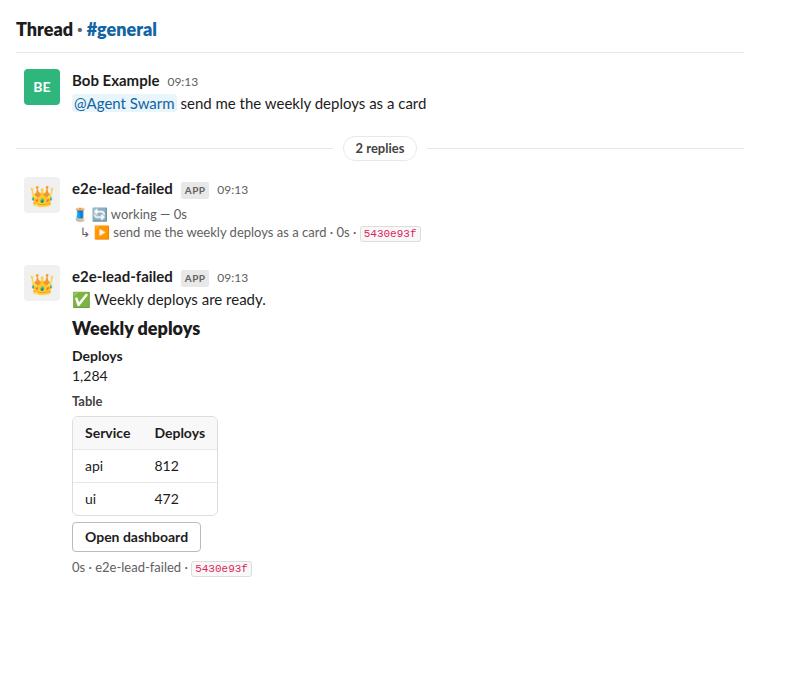 Thread • #general
BE
Bob Example 09:13
@Agent Swarm send me the weekly deploys as a card
2 replies
e2e-lead-failed APP 09:13
🧵 🔄 working — 0s
↳ ▶️ send me the weekly deploys as a card · 0s · 5430e93f
e2e-lead-failed APP 09:13
✅ Weekly deploys are ready.
Weekly deploys
Deploys
1,284
Table
Service Deploys
api 812
ui 472
Open dashboard
0s · e2e-lead-failed · 5430e93f